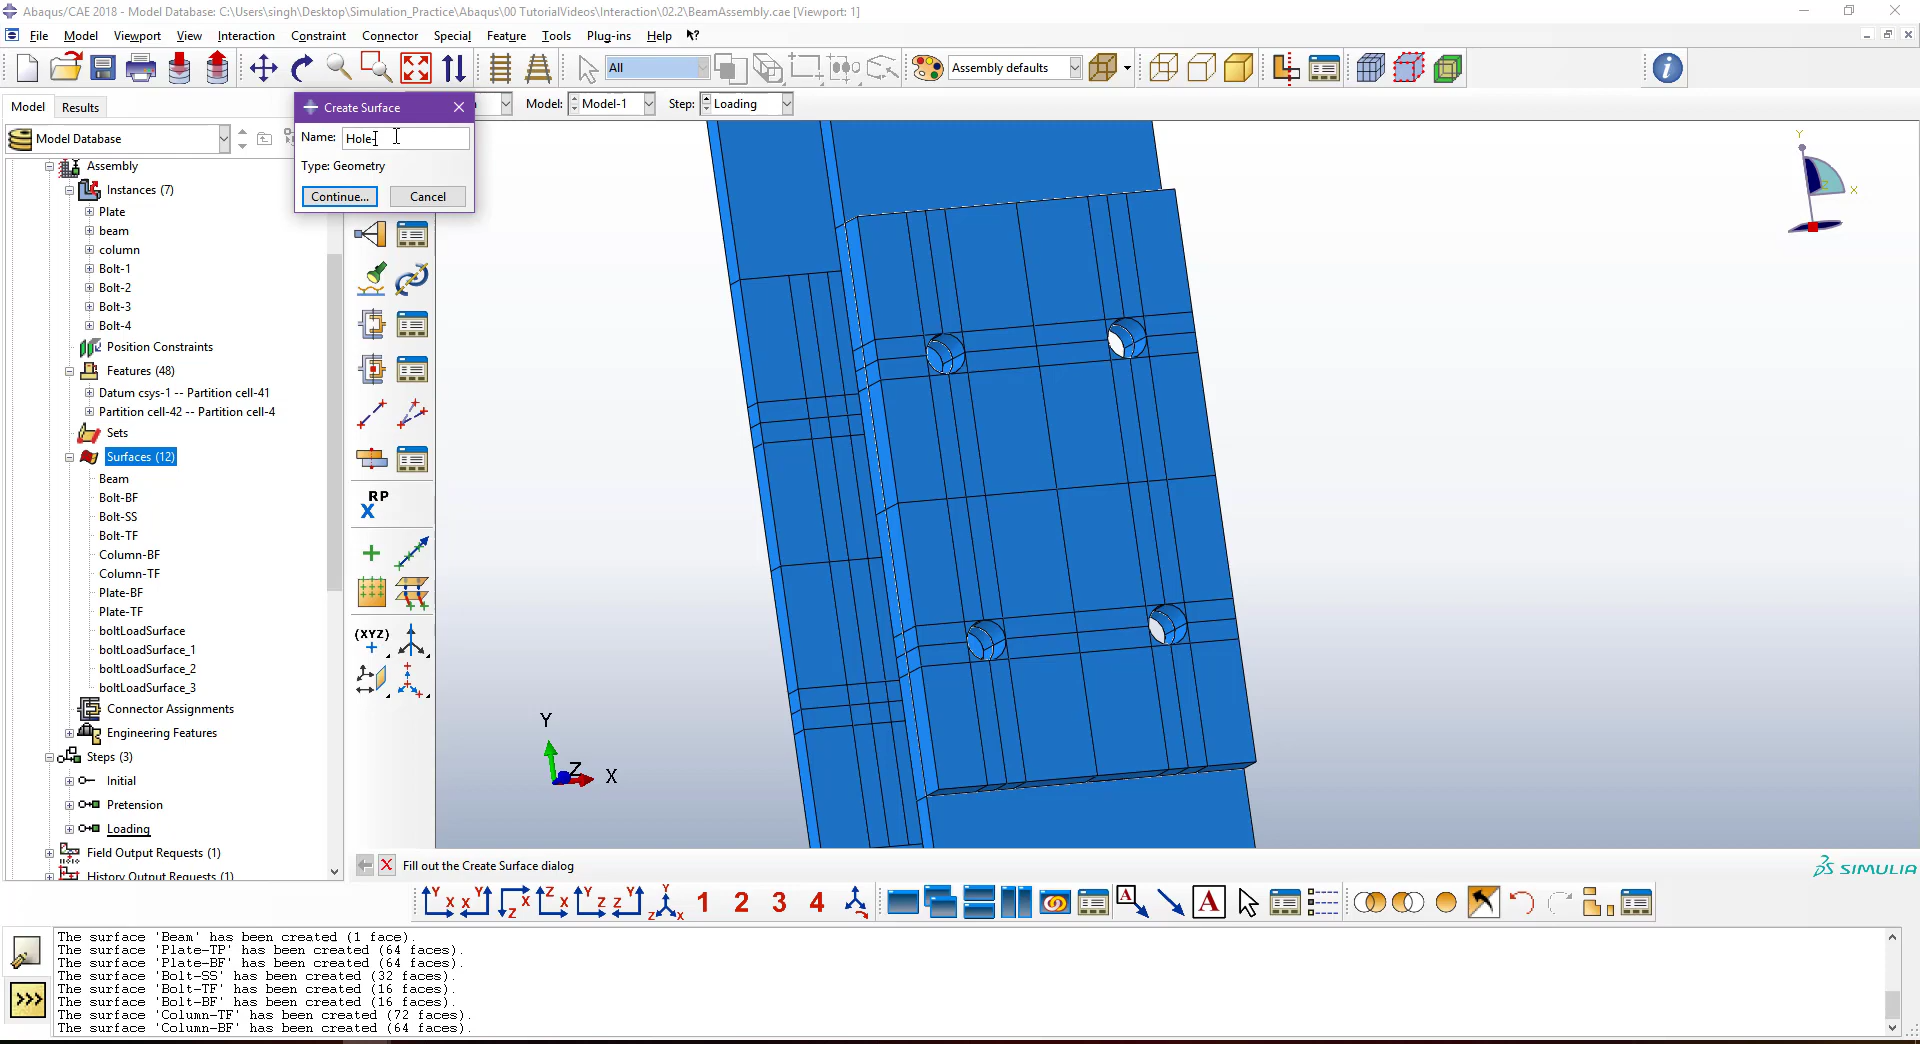 Abaqus/CAE 2018 - Model Database: C:\Users\singh\Desktop\Simulation_Practice\Abaqus\00 TutorialVideos\Interaction\02.2\BeamAssembly.cae [Viewport: 1]
File Model Viewport View Interaction Constraint Connector Special Feature Tools Plug-ins Help
All
Assembly defaults
Model Results
Create Surface
Model: Model-1 Step: Loading
Model Database
Name: Hole-
Type: Geometry
Continue... Cancel
Assembly
Instances (7)
Plate
beam
column
Bolt-1
Bolt-2
Bolt-3
Bolt-4
Position Constraints
Features (48)
Datum csys-1 -- Partition cell-41
Partition cell-42 -- Partition cell-4
Sets
Surfaces (12)
Beam
Bolt-BF
Bolt-SS
Bolt-TF
Column-BF
Column-TF
Plate-BF
Plate-TF
boltLoadSurface
boltLoadSurface_1
boltLoadSurface_2
boltLoadSurface_3
Connector Assignments
Engineering Features
Steps (3)
Initial
Pretension
Loading
Field Output Requests (1)
History Output Requests (1)
RP
(XYZ)
Y
X
Z
Y
Z
X
Fill out the Create Surface dialog
SIMULIA
1 2 3 4
A
The surface 'Beam' has been created (1 face).
The surface 'Plate-TP' has been created (64 faces).
The surface 'Plate-BF' has been created (64 faces).
The surface 'Bolt-SS' has been created (32 faces).
The surface 'Bolt-TF' has been created (16 faces).
The surface 'Bolt-BF' has been created (16 faces).
The surface 'Column-TF' has been created (72 faces).
The surface 'Column-BF' has been created (64 faces).